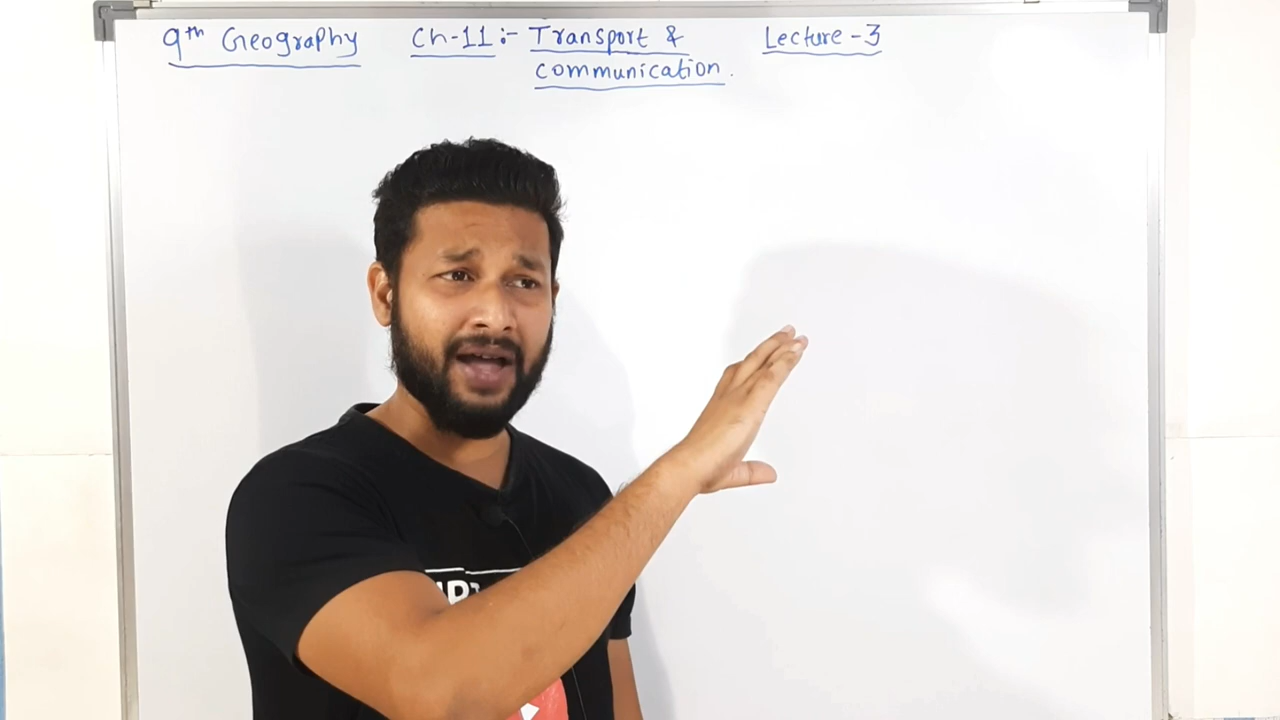 9th Geography Ch-11:- Transport & Lecture-3
communication.